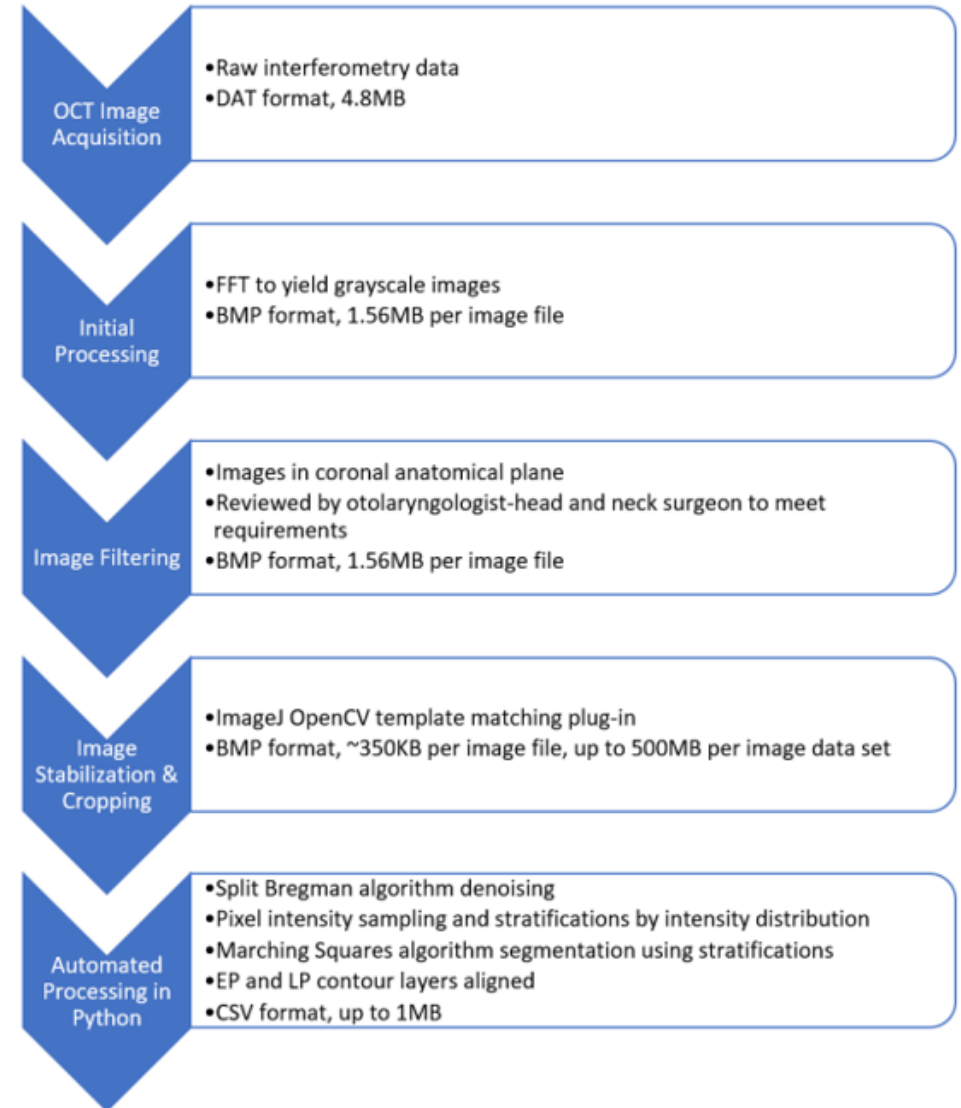 OCT Image
Acquisition
•Raw interferometry data
•DAT format, 4.8MB
Initial
Processing
•FFT to yield grayscale images
•BMP format, 1.56MB per image file
Image Filtering
•Images in coronal anatomical plane
•Reviewed by otolaryngologist-head and neck surgeon to meet
requirements
•BMP format, 1.56MB per image file
Image
Stabilization &
Cropping
•ImageJ OpenCV template matching plug-in
•BMP format, ~350KB per image file, up to 500MB per image data set
Automated
Processing in
Python
•Split Bregman algorithm denoising
•Pixel intensity sampling and stratifications by intensity distribution
•Marching Squares algorithm segmentation using stratifications
•EP and LP contour layers aligned
•CSV format, up to 1MB